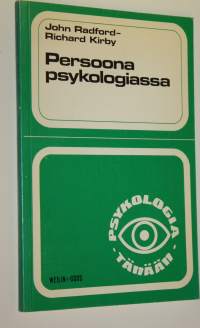 John Radford–
Richard Kirby
Persoona
psykologiassa
PSYKOLOGIA
-TÄNÄÄN-
WEILIN+GÖÖS